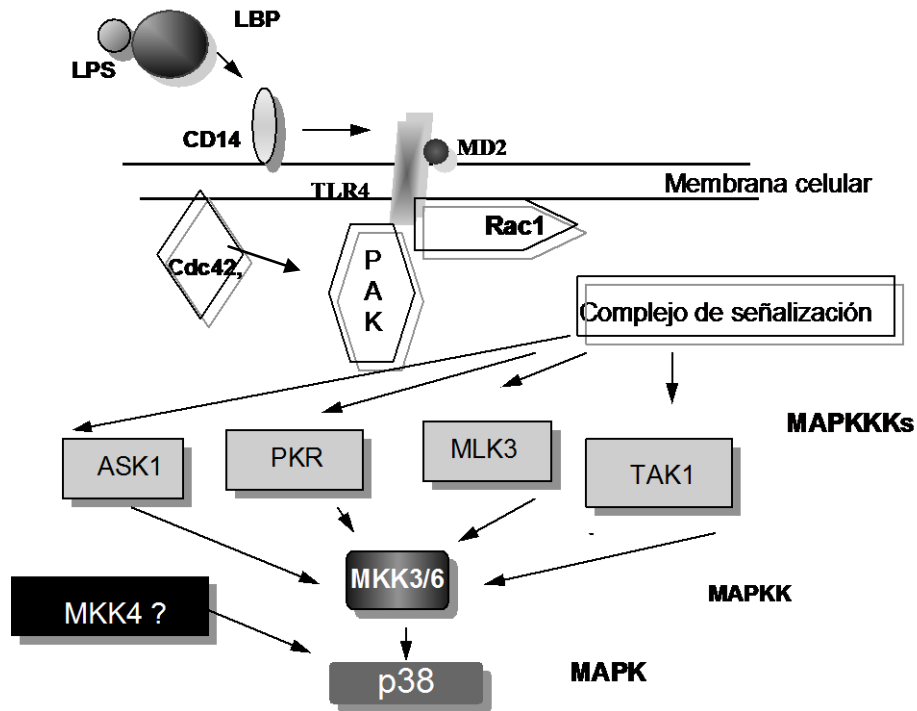 LBP
LPS
CD14
MD2
TLR4
Membrana celular
Rac1
Cdc42,
P
A
K
Complejo de señalización
MAPKKKs
ASK1
PKR
MLK3
TAK1
MKK3/6
MAPKK
MKK4 ?
p38
MAPK